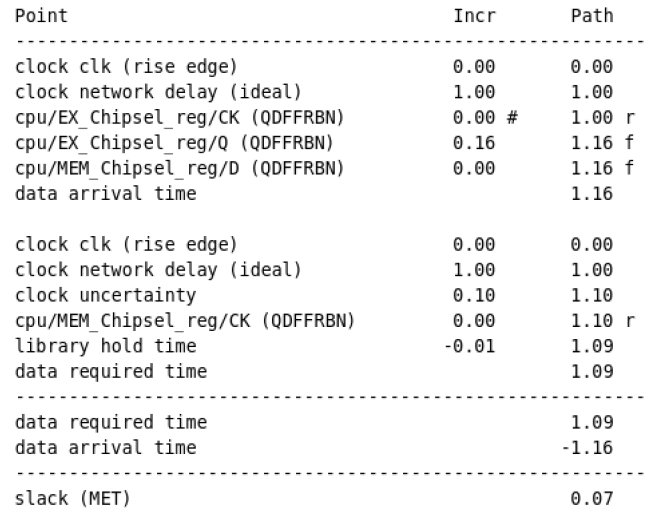 Point Incr Path
------------------------------------------------------------
clock clk (rise edge) 0.00 0.00
clock network delay (ideal) 1.00 1.00
cpu/EX_Chipsel_reg/CK (QDFFRBN) 0.00 # 1.00 r
cpu/EX_Chipsel_reg/Q (QDFFRBN) 0.16 1.16 f
cpu/MEM_Chipsel_reg/D (QDFFRBN) 0.00 1.16 f
data arrival time 1.16
clock clk (rise edge) 0.00 0.00
clock network delay (ideal) 1.00 1.00
clock uncertainty 0.10 1.10
cpu/MEM_Chipsel_reg/CK (QDFFRBN) 0.00 1.10 r
library hold time -0.01 1.09
data required time 1.09
------------------------------------------------------------
data required time 1.09
data arrival time -1.16
------------------------------------------------------------
slack (MET) 0.07